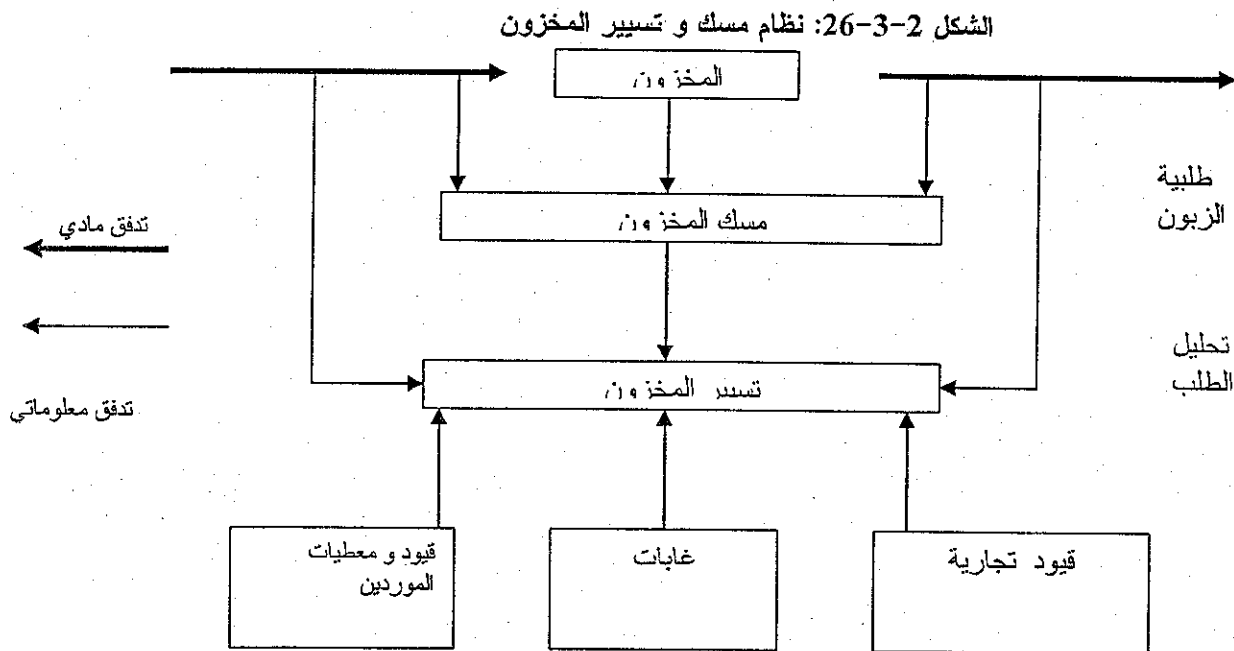 الشكل 2-3-26: نظام مسك و تسيير المخزون
المخزون
طلبية
الزبون
مسك المخزون
تدفق مادي
تحليل
الطلب
تسيير المخزون
تدفق معلوماتي
قيود تجارية
غابات
قيود و معطيات
الموردين